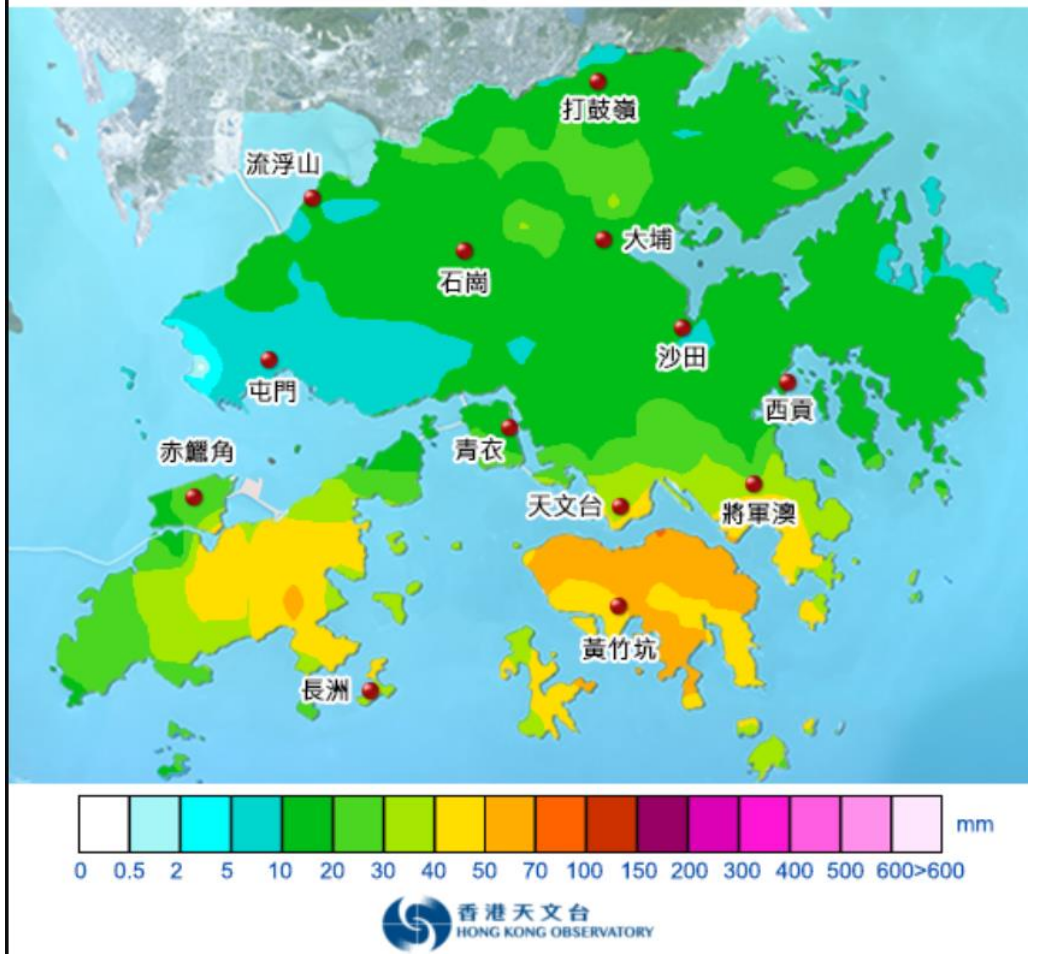 打鼓嶺
流浮山
大埔
石崗
沙田
屯門
西貢
青衣
赤鱲角
天文台
將軍澳
黃竹坑
長洲
mm
0 0.5 2 5 10 20 30 40 50 70 100 150 200 300 400 500 600>600
香港天文台
HONG KONG OBSERVATORY